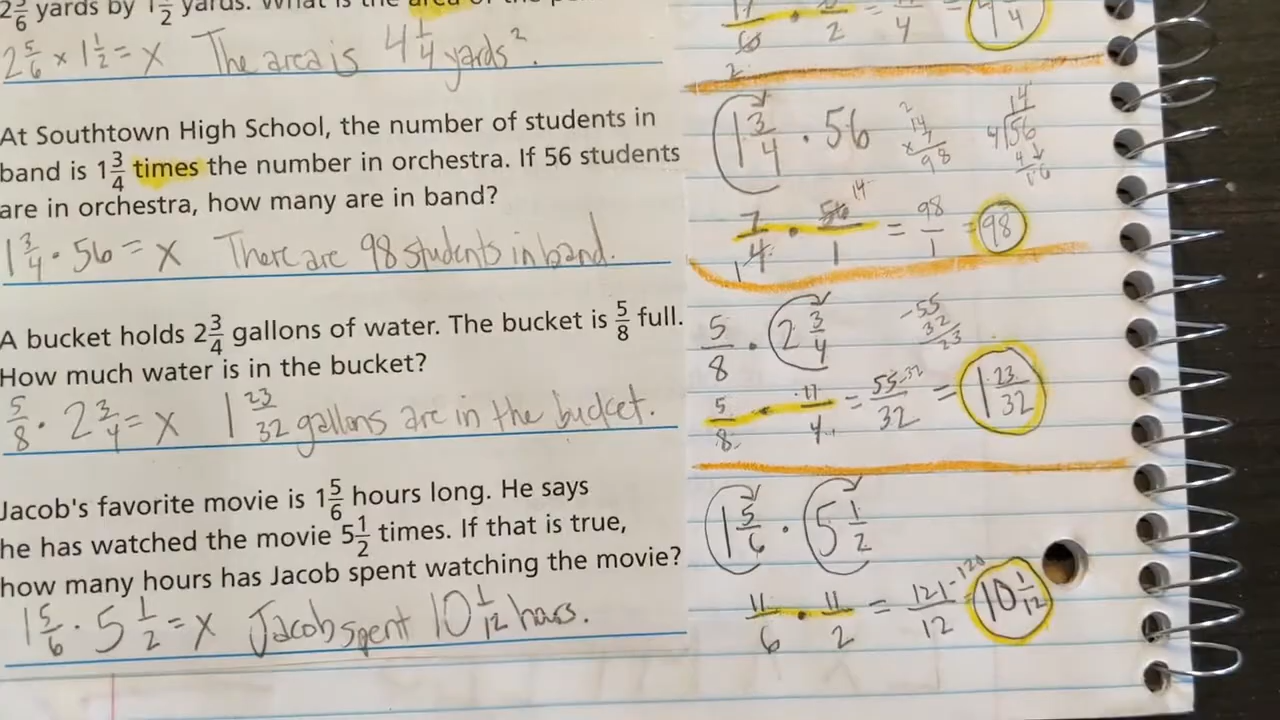 2 5/6 yards by 1 1/2 yards. What is the area of the
2 5/6 × 1 1/2 = x The area is 4 1/4 yards².
At Southtown High School, the number of students in
band is 1 3/4 times the number in orchestra. If 56 students
are in orchestra, how many are in band?
1 3/4 · 56 = x There are 98 students in band.
A bucket holds 2 3/4 gallons of water. The bucket is 5/8 full.
How much water is in the bucket?
5/8 · 2 3/4 = x 1 23/32 gallons are in the bucket.
Jacob's favorite movie is 1 5/6 hours long. He says
he has watched the movie 5 1/2 times. If that is true,
how many hours has Jacob spent watching the movie?
1 5/6 · 5 1/2 = x Jacob spent 10 1/12 hours.
2
1 3/4 · 56
2
14
× 7
98
14
4 56
4
16
7/4 · 56/1 = 98/1 = 98
1 14
5/8 · 2 3/4
-55
32
23
5/8 · 11/4 = 55-32/32 = 1 23/32
1 5/6 · 5 1/2
11/6 · 11/2 = 121-120/12 10 1/12